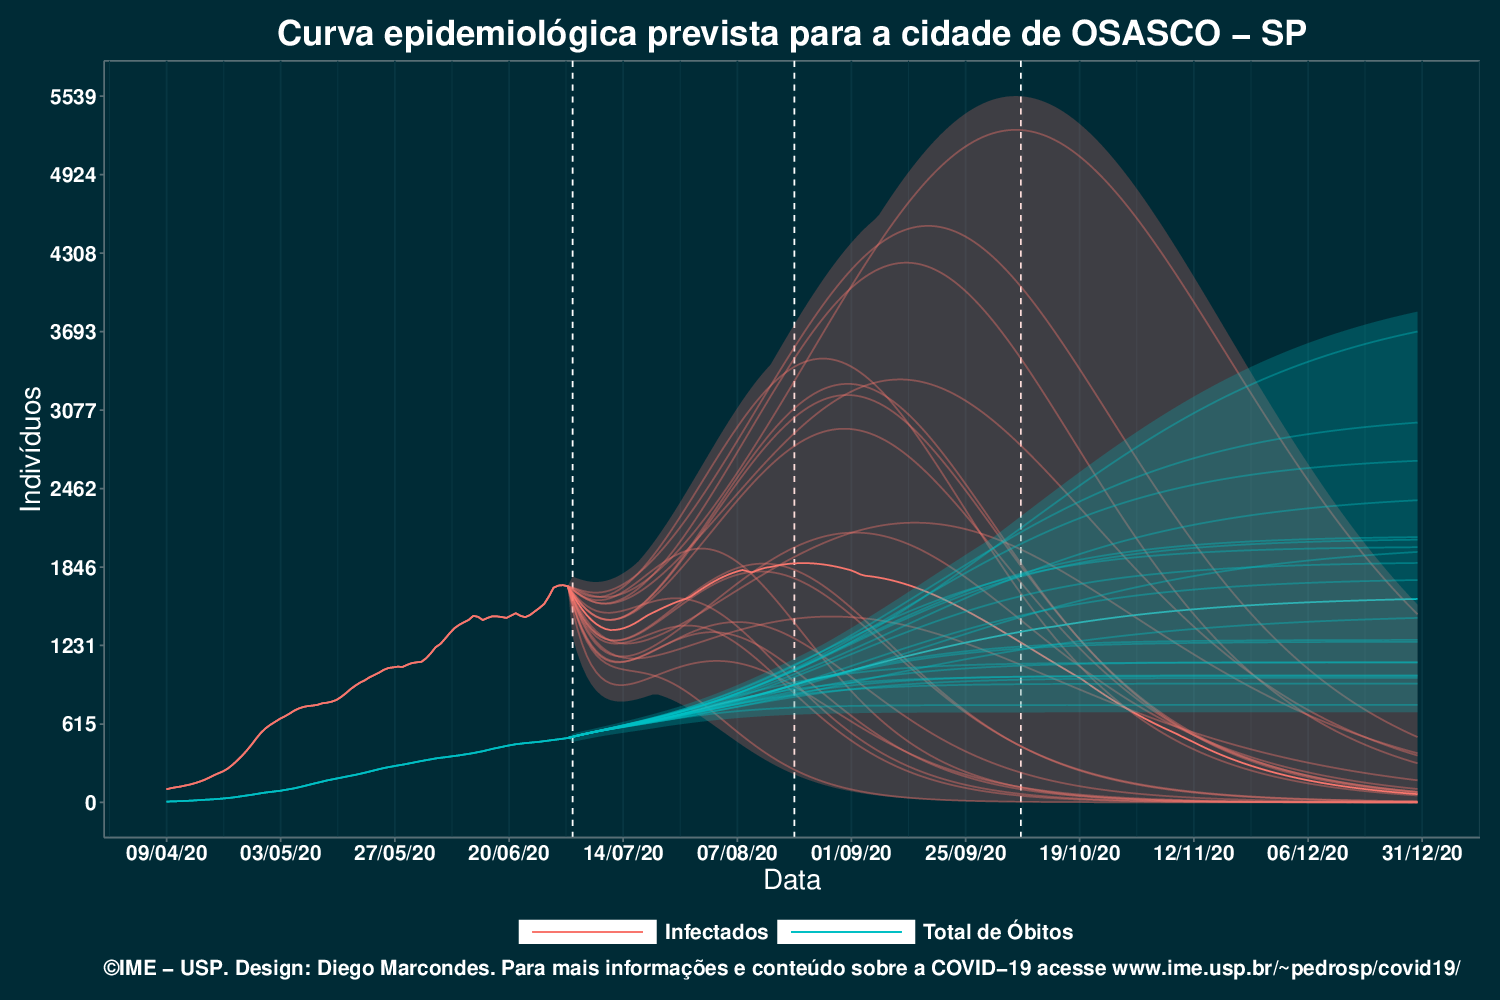 Curva epidemiológica prevista para a cidade de OSASCO – SP
5539
4924
4308
3693
3077
2462
1846
1231
615
0
Indivíduos
09/04/20 03/05/20 27/05/20 20/06/20 14/07/20 07/08/20 01/09/20 25/09/20 19/10/20 12/11/20 06/12/20 31/12/20
Data
Infectados Total de Óbitos
©IME – USP. Design: Diego Marcondes. Para mais informações e conteúdo sobre a COVID–19 acesse www.ime.usp.br/~pedrosp/covid19/